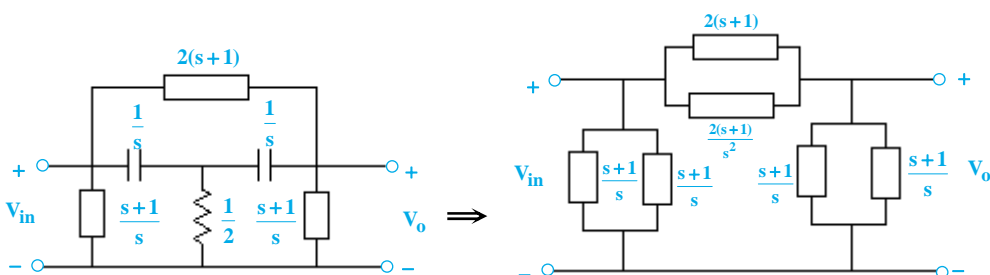 2(s+1)
1/s
1/s
+
+
V_in
s+1/s
1/2
s+1/s
V_o
−
−
⇒
2(s+1)
+
+
2(s+1)/s^2
V_in
s+1/s
s+1/s
s+1/s
s+1/s
V_o
−
−